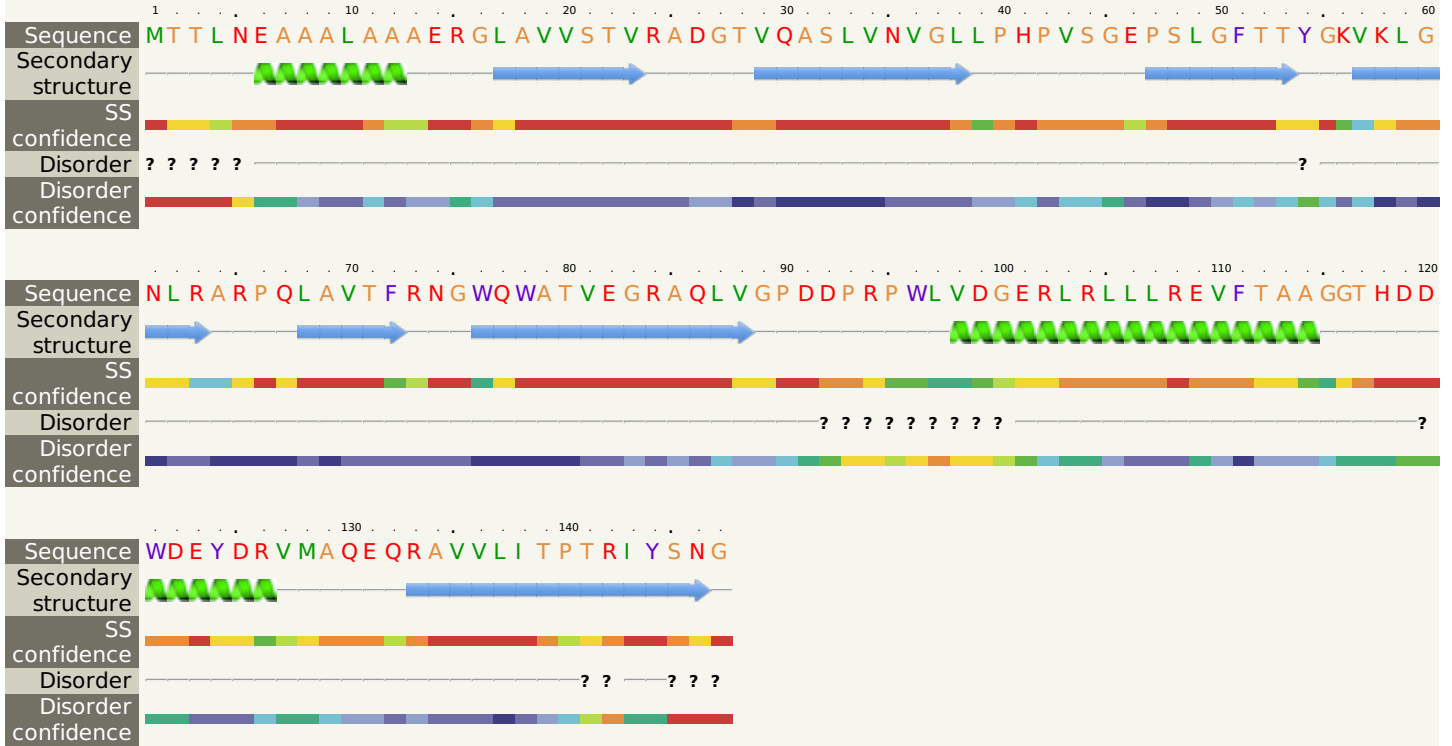 1 10 20 30 40 50 60
Sequence M T T L N E A A A L A A A E R G L A V V S T V R A D G T V Q A S L V N V G L L P H P V S G E P S L G F T T Y G K V K L G
Secondary
structure
SS
confidence
Disorder ? ? ? ? ? ?
Disorder
confidence
70 80 90 100 110 120
Sequence N L R A R P Q L A V T F R N G W Q W A T V E G R A Q L V G P D D P R P W L V D G E R L R L L L R E V F T A A G G T H D D
Secondary
structure
SS
confidence
Disorder ? ? ? ? ? ? ? ? ? ?
Disorder
confidence
130 140
Sequence W D E Y D R V M A Q E Q R A V V L I T P T R I Y S N G
Secondary
structure
SS
confidence
Disorder ? ? ? ? ?
Disorder
confidence